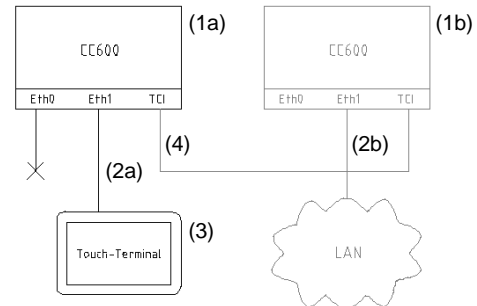 (1a)
CC600
Eth0 Eth1 TCI
(1b)
CC600
Eth0 Eth1 TCI
(4)
(2a)
(2b)
(3)
Touch-Terminal
LAN